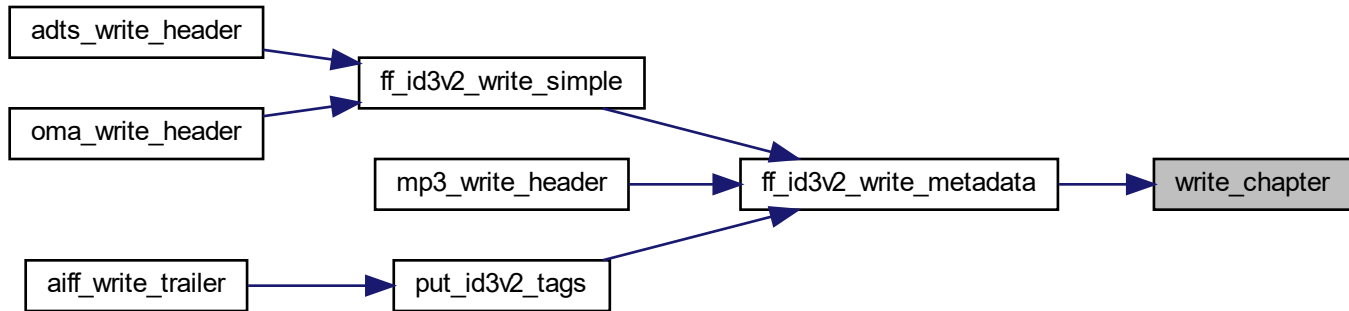 adts_write_header
ff_id3v2_write_simple
oma_write_header
mp3_write_header
ff_id3v2_write_metadata
write_chapter
aiff_write_trailer
put_id3v2_tags